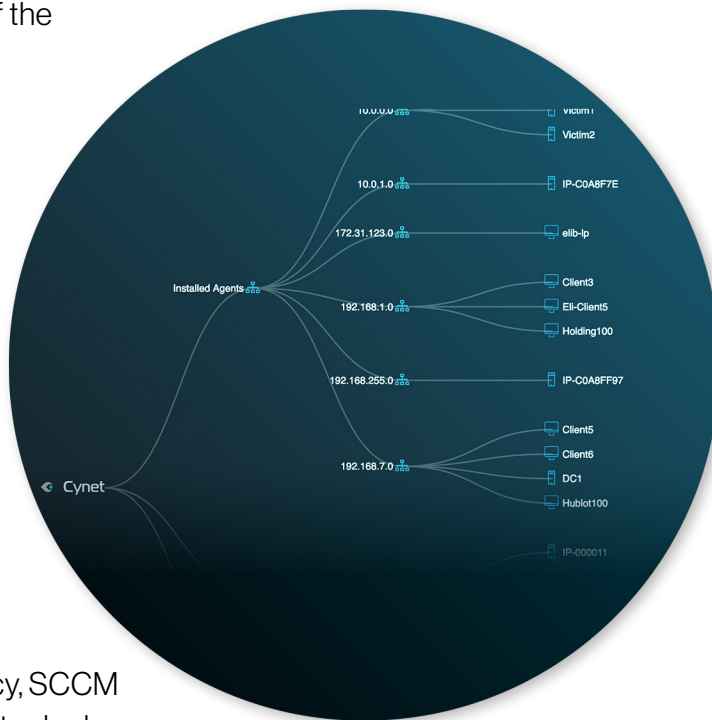 f the
10.0.0.0
Victim1
Victim2
10.0.1.0
IP-C0A8F7E
172.31.123.0
elib-lp
Installed Agents
Client3
192.168.1.0
Eli-Client5
Holding100
192.168.255.0
IP-C0A8FF97
Client5
Client6
192.168.7.0
DC1
Cynet
Hublot100
IP-000011
cy, SCCM